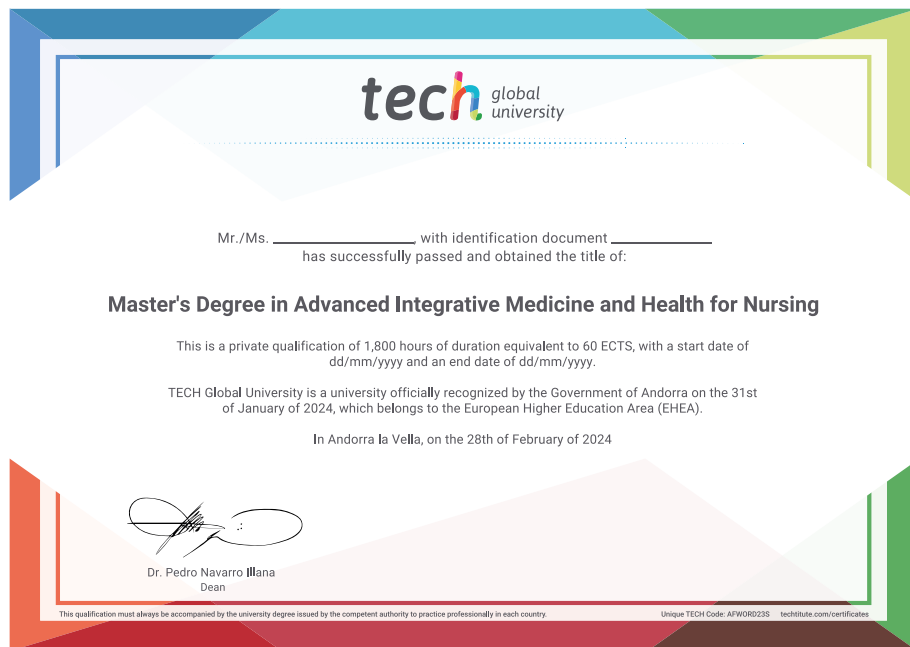 tech global
university
Mr./Ms. ______________, with identification document __________
has successfully passed and obtained the title of:
Master's Degree in Advanced Integrative Medicine and Health for Nursing
This is a private qualification of 1,800 hours of duration equivalent to 60 ECTS, with a start date of
dd/mm/yyyy and an end date of dd/mm/yyyy.
TECH Global University is a university officially recognized by the Government of Andorra on the 31st
of January of 2024, which belongs to the European Higher Education Area (EHEA).
In Andorra la Vella, on the 28th of February of 2024
Dr. Pedro Navarro Illana
Dean
This qualification must always be accompanied by the university degree issued by the competent authority to practice professionally in each country.
Unique TECH Code: AFWORD23S techtitute.com/certificates